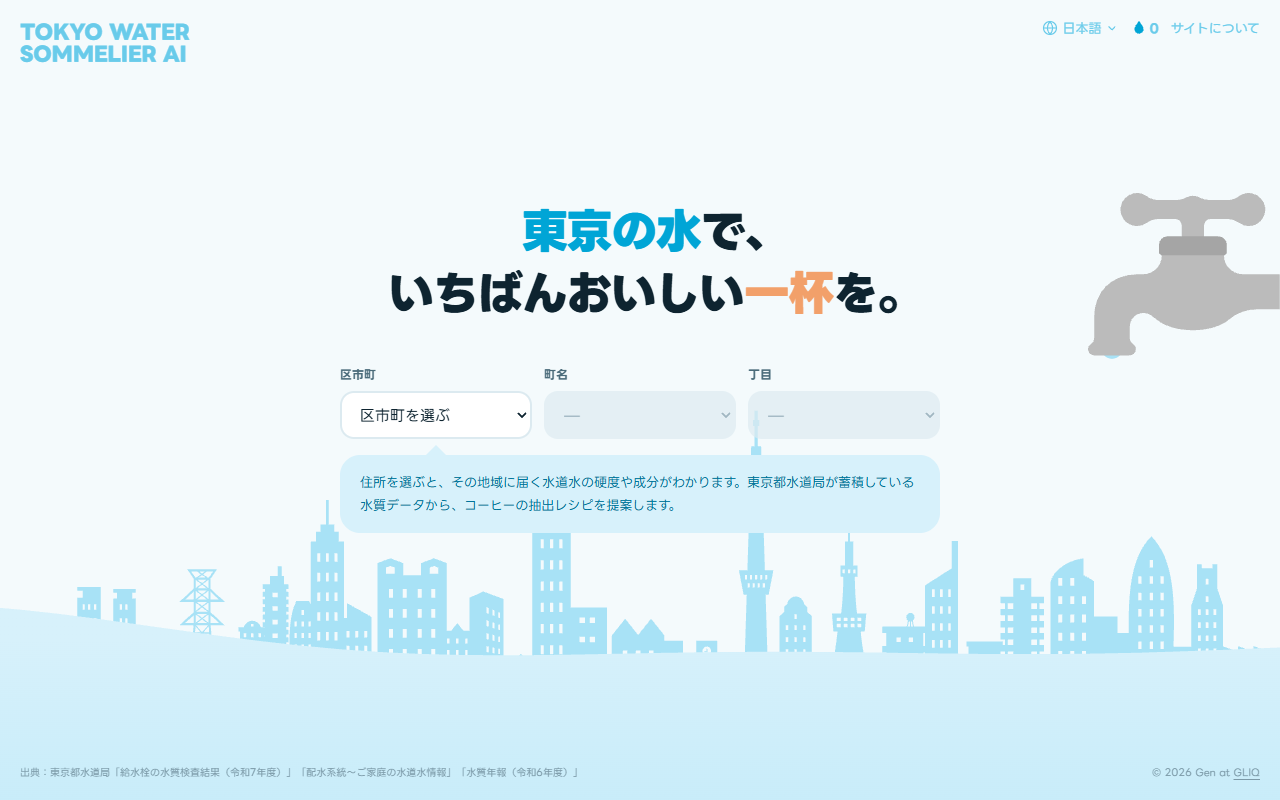 TOKYO WATER
SOMMELIER AI
日本語
0
サイトについて
東京の水で、
いちばんおいしい一杯を。
区市町
町名
丁目
区市町を選ぶ
—
—
住所を選ぶと、その地域に届く水道水の硬度や成分がわかります。東京都水道局が蓄積している
水質データから、コーヒーの抽出レシピを提案します。
出典：東京都水道局「給水栓の水質検査結果（令和7年度）」「配水系統〜ご家庭の水道水情報」「水質年報（令和6年度）」
© 2026 Gen at GLIQ